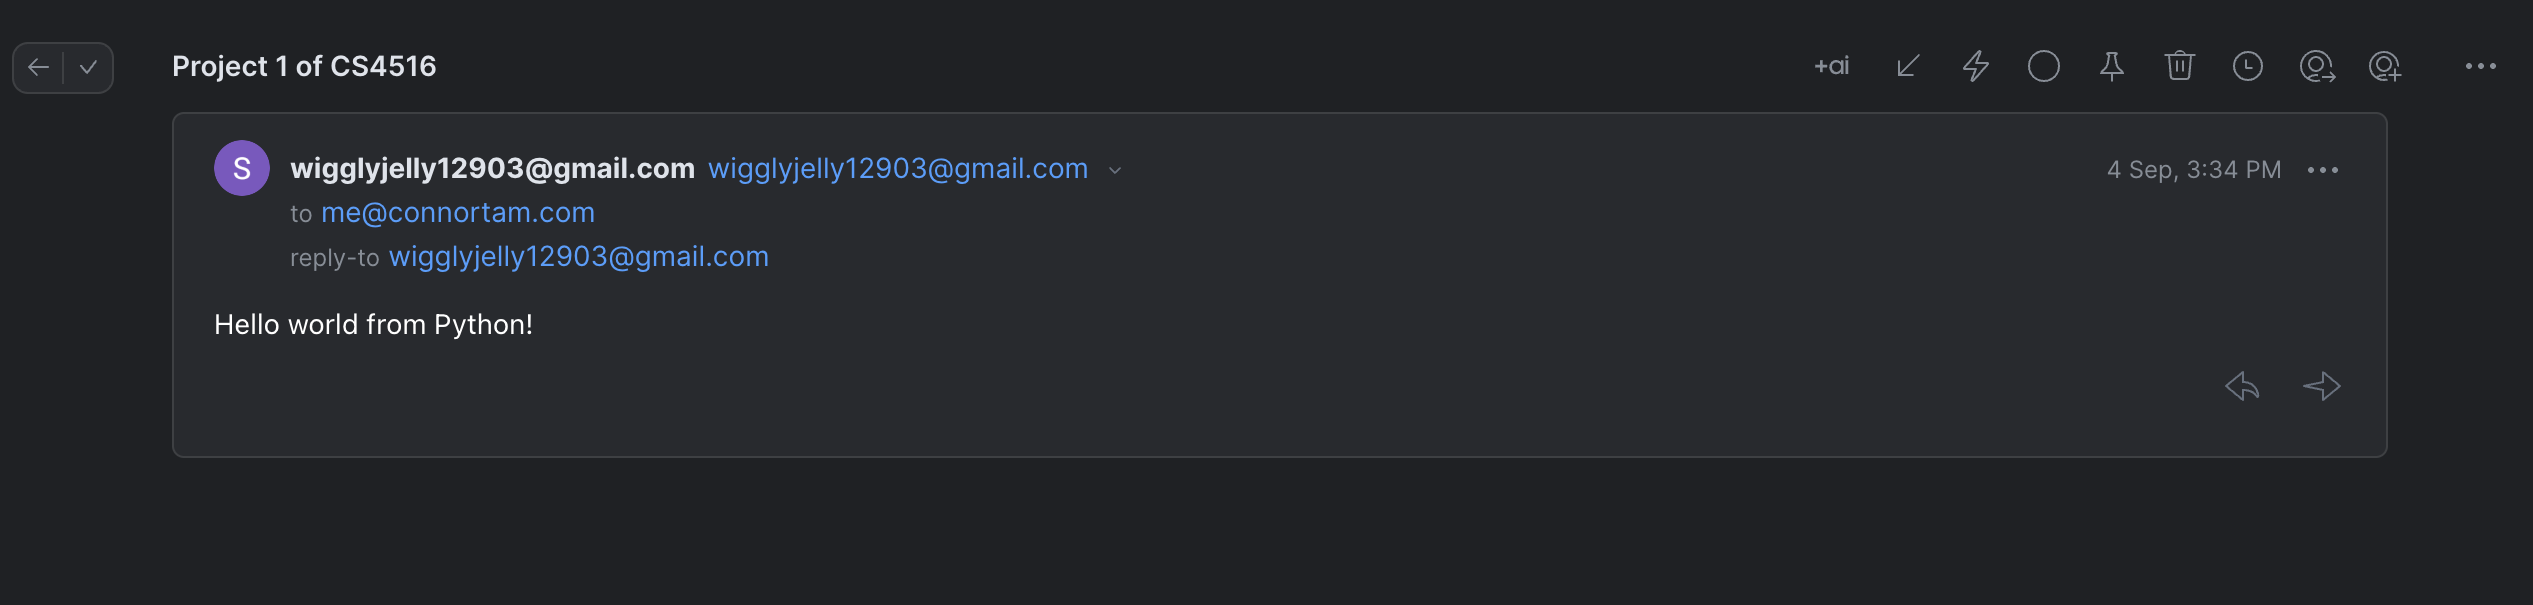 Project 1 of CS4516
+ai
S
wigglyjelly12903@gmail.com wigglyjelly12903@gmail.com
4 Sep, 3:34 PM
to me@connortam.com
reply-to wigglyjelly12903@gmail.com
Hello world from Python!